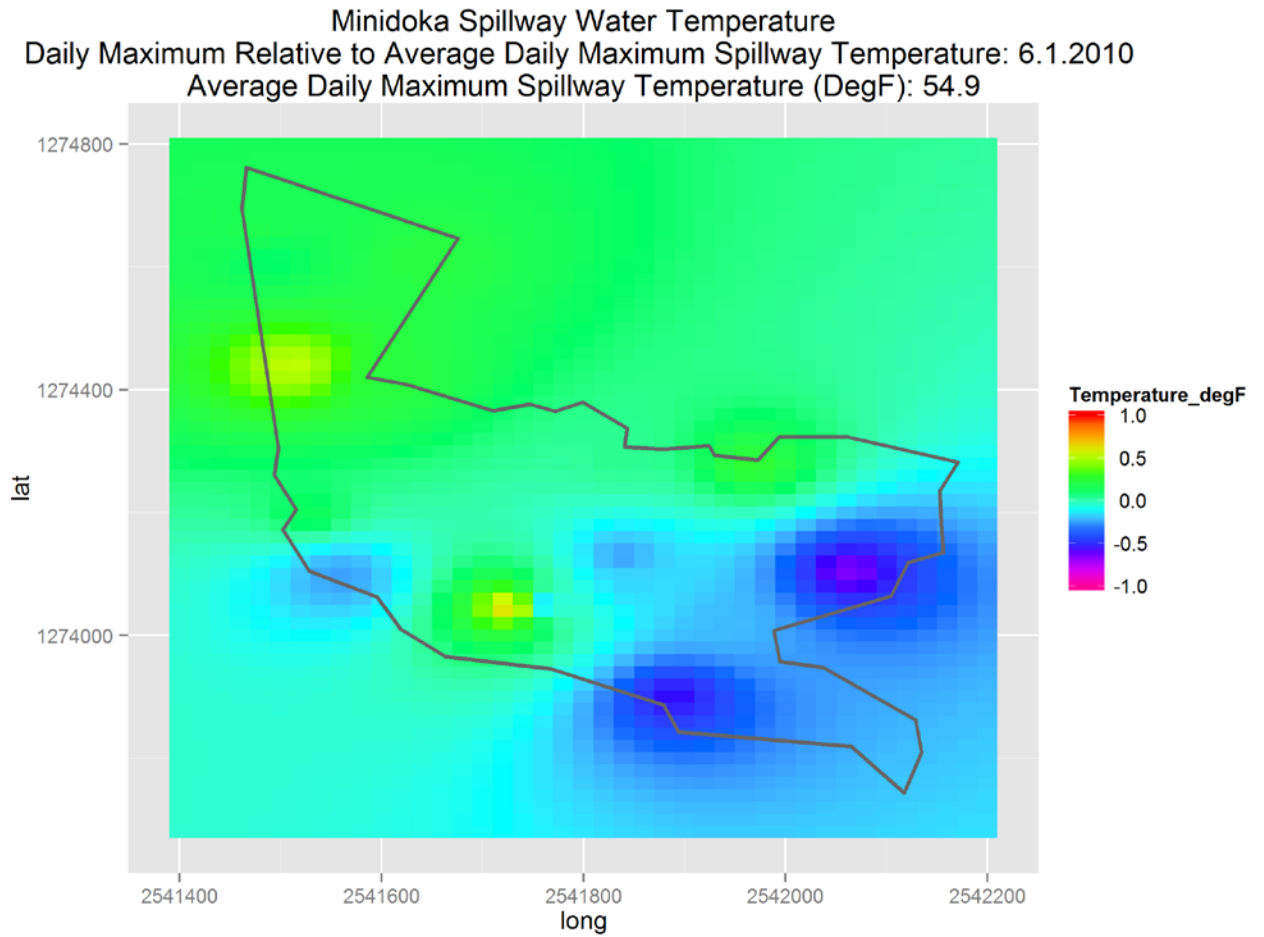 Minidoka Spillway Water Temperature
Daily Maximum Relative to Average Daily Maximum Spillway Temperature: 6.1.2010
Average Daily Maximum Spillway Temperature (DegF): 54.9
1274800
1274400
1274000
lat
2541400
2541600
2541800
2542000
2542200
long
Temperature_degF
1.0
0.5
0.0
-0.5
-1.0